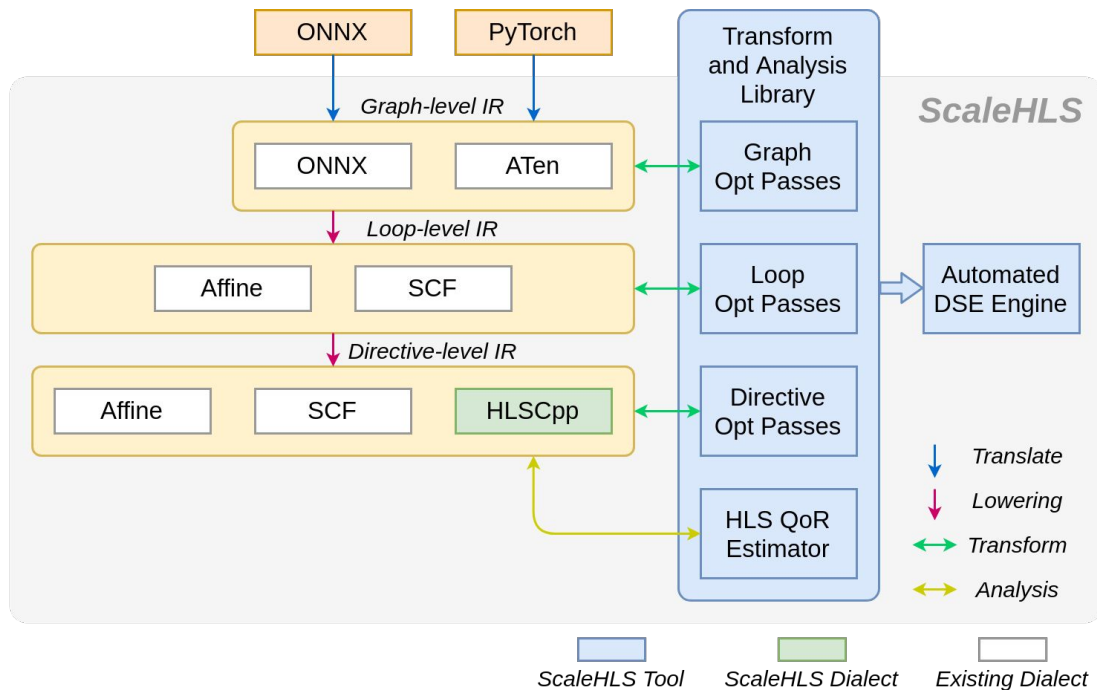 ONNX
PyTorch
Transform
and Analysis
Library
ScaleHLS
Graph-level IR
ONNX
ATen
Graph
Opt Passes
Loop-level IR
Affine
SCF
Loop
Opt Passes
Automated
DSE Engine
Directive-level IR
Affine
SCF
HLSCpp
Directive
Opt Passes
HLS QoR
Estimator
Translate
Lowering
Transform
Analysis
ScaleHLS Tool
ScaleHLS Dialect
Existing Dialect